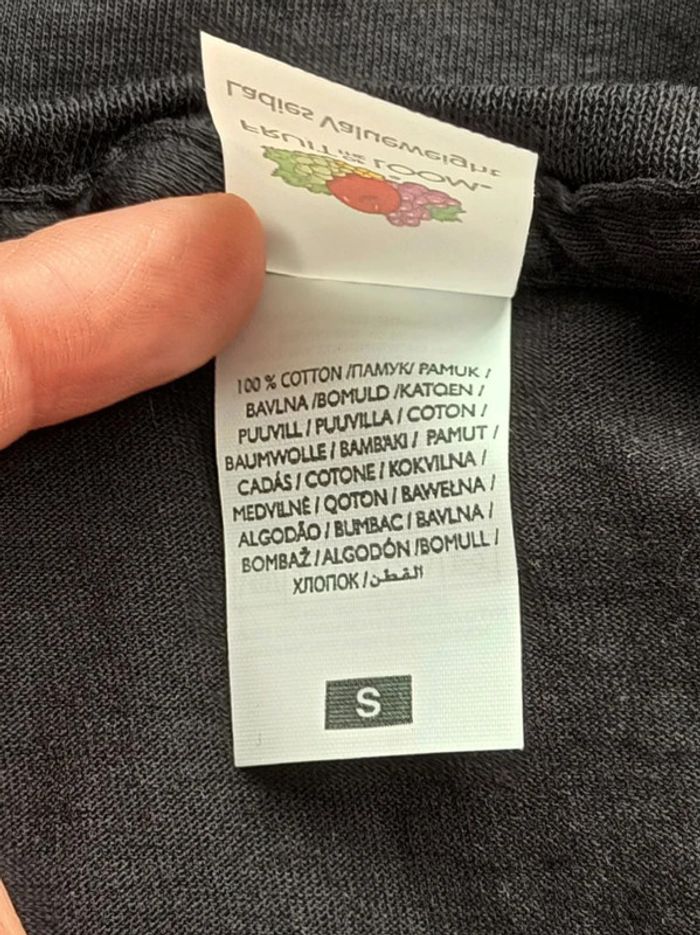 Ladies Valueweight
FRUIT OF THE LOOM
100 % COTTON /ПАМУК/ PAMUK /
BAVLNA /BOMULD /KATOEN /
PUUVILL / PUUVILLA / COTON /
BAUMWOLLE / BAMBAKI / PAMUT /
CADÁS / COTONE / KOKVILNA /
MEDVILNĖ / QOTON / BAWEŁNA /
ALGODÃO / BUMBAC / BAVLNA /
BOMBAŽ / ALGODÓN /BOMULL /
ХЛОПОК / القطن
S